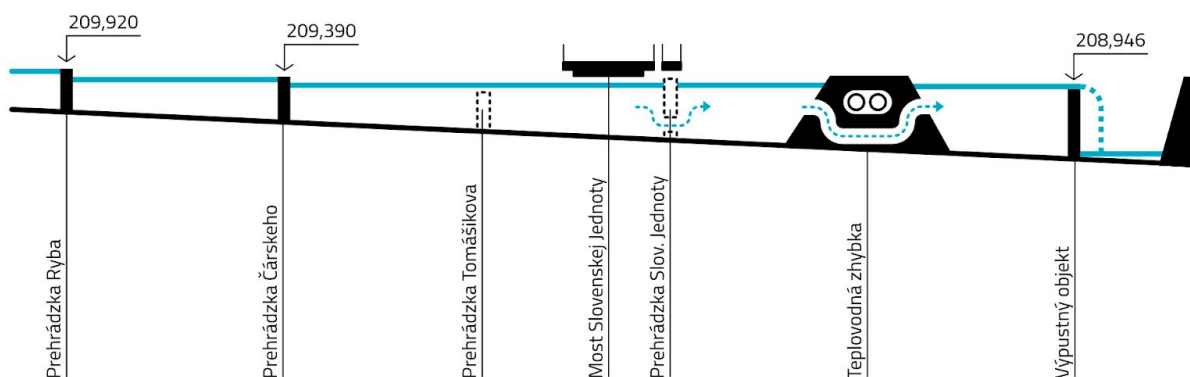 209,920
209,390
208,946
Prehrádzka Ryba
Prehrádzka Čárskeho
Prehrádzka Tomášikova
Most Slovenskej Jednoty
Prehrádzka Slov. Jednoty
Teplovodná zhybka
Výpustný objekt